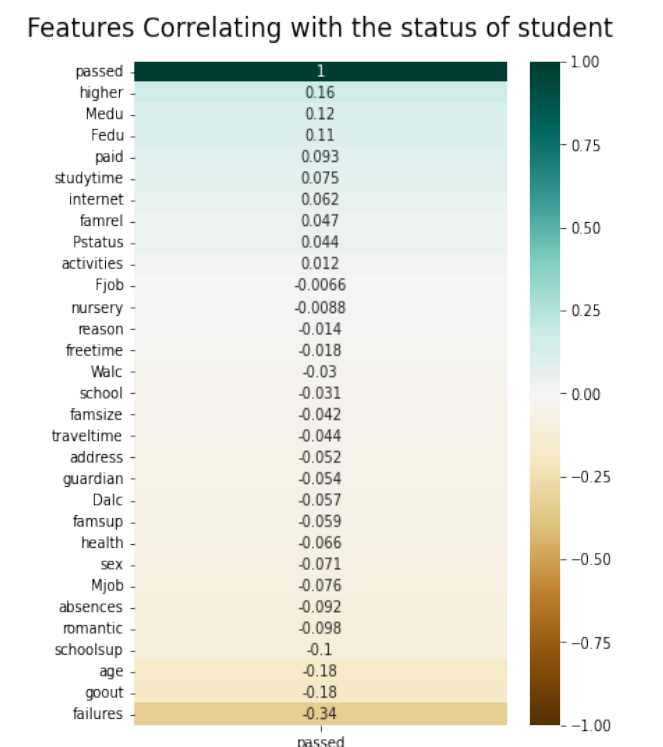 Features Correlating with the status of student
passed 1
higher 0.16
Medu 0.12
Fedu 0.11
paid 0.093
studytime 0.075
internet 0.062
famrel 0.047
Pstatus 0.044
activities 0.012
Fjob -0.0066
nursery -0.0088
reason -0.014
freetime -0.018
Walc -0.03
school -0.031
famsize -0.042
traveltime -0.044
address -0.052
guardian -0.054
Dalc -0.057
famsup -0.059
health -0.066
sex -0.071
Mjob -0.076
absences -0.092
romantic -0.098
schoolsup -0.1
age -0.18
goout -0.18
failures -0.34
passed
1.00
0.75
0.50
0.25
0.00
−0.25
−0.50
−0.75
−1.00